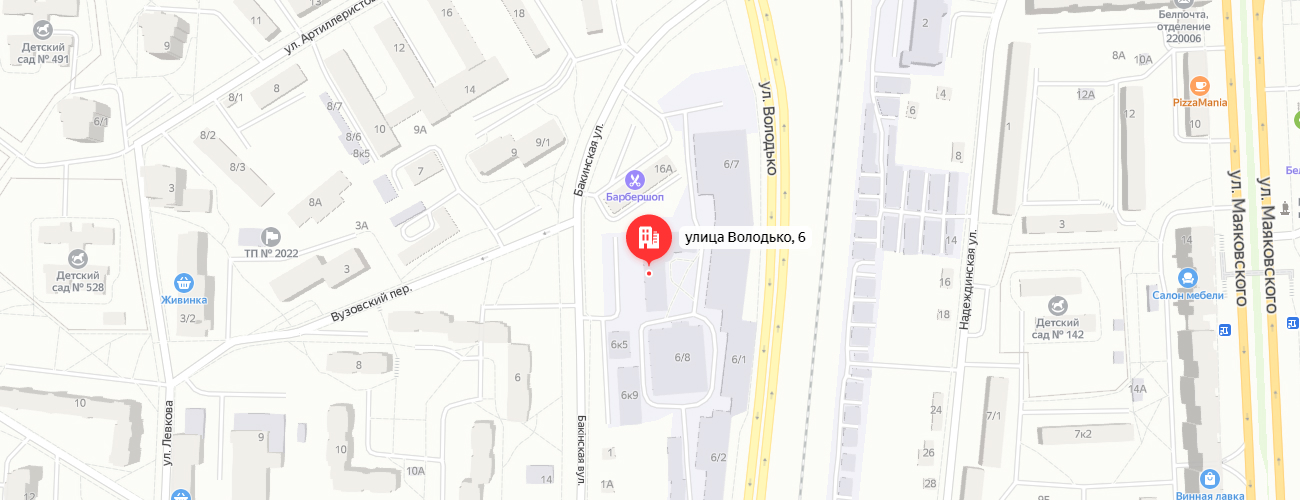 Детский
сад № 491
9
ул. Артиллеристов
11
12
14
Белпочта,
отделение
220006
2
8А
10А
PizzaMania
10
12А
12
6
8/1
8
8/7
8/6
8к5
10
9А
8/2
8/3
7
9
9/1
Бакинская ул.
16А
Барбершоп
6/7
ул. Володько
6
4
8
1
ул. Маяковского
ул. Маяковского
3
8А
3А
ТП № 2022
3
Детский
сад № 528
Живинка
3/2
Вузовский пер.
улица Володько, 6
3
14
Салон мебели
Надеждинская ул.
16
18
Детский
сад № 142
6к5
6/8
6/1
6к9
8
6
10
ул. Левкова
9
10
10А
14
Бакінская вул.
1
1А
6/2
24
26
28
7/1
7к2
14А
Винная лавка